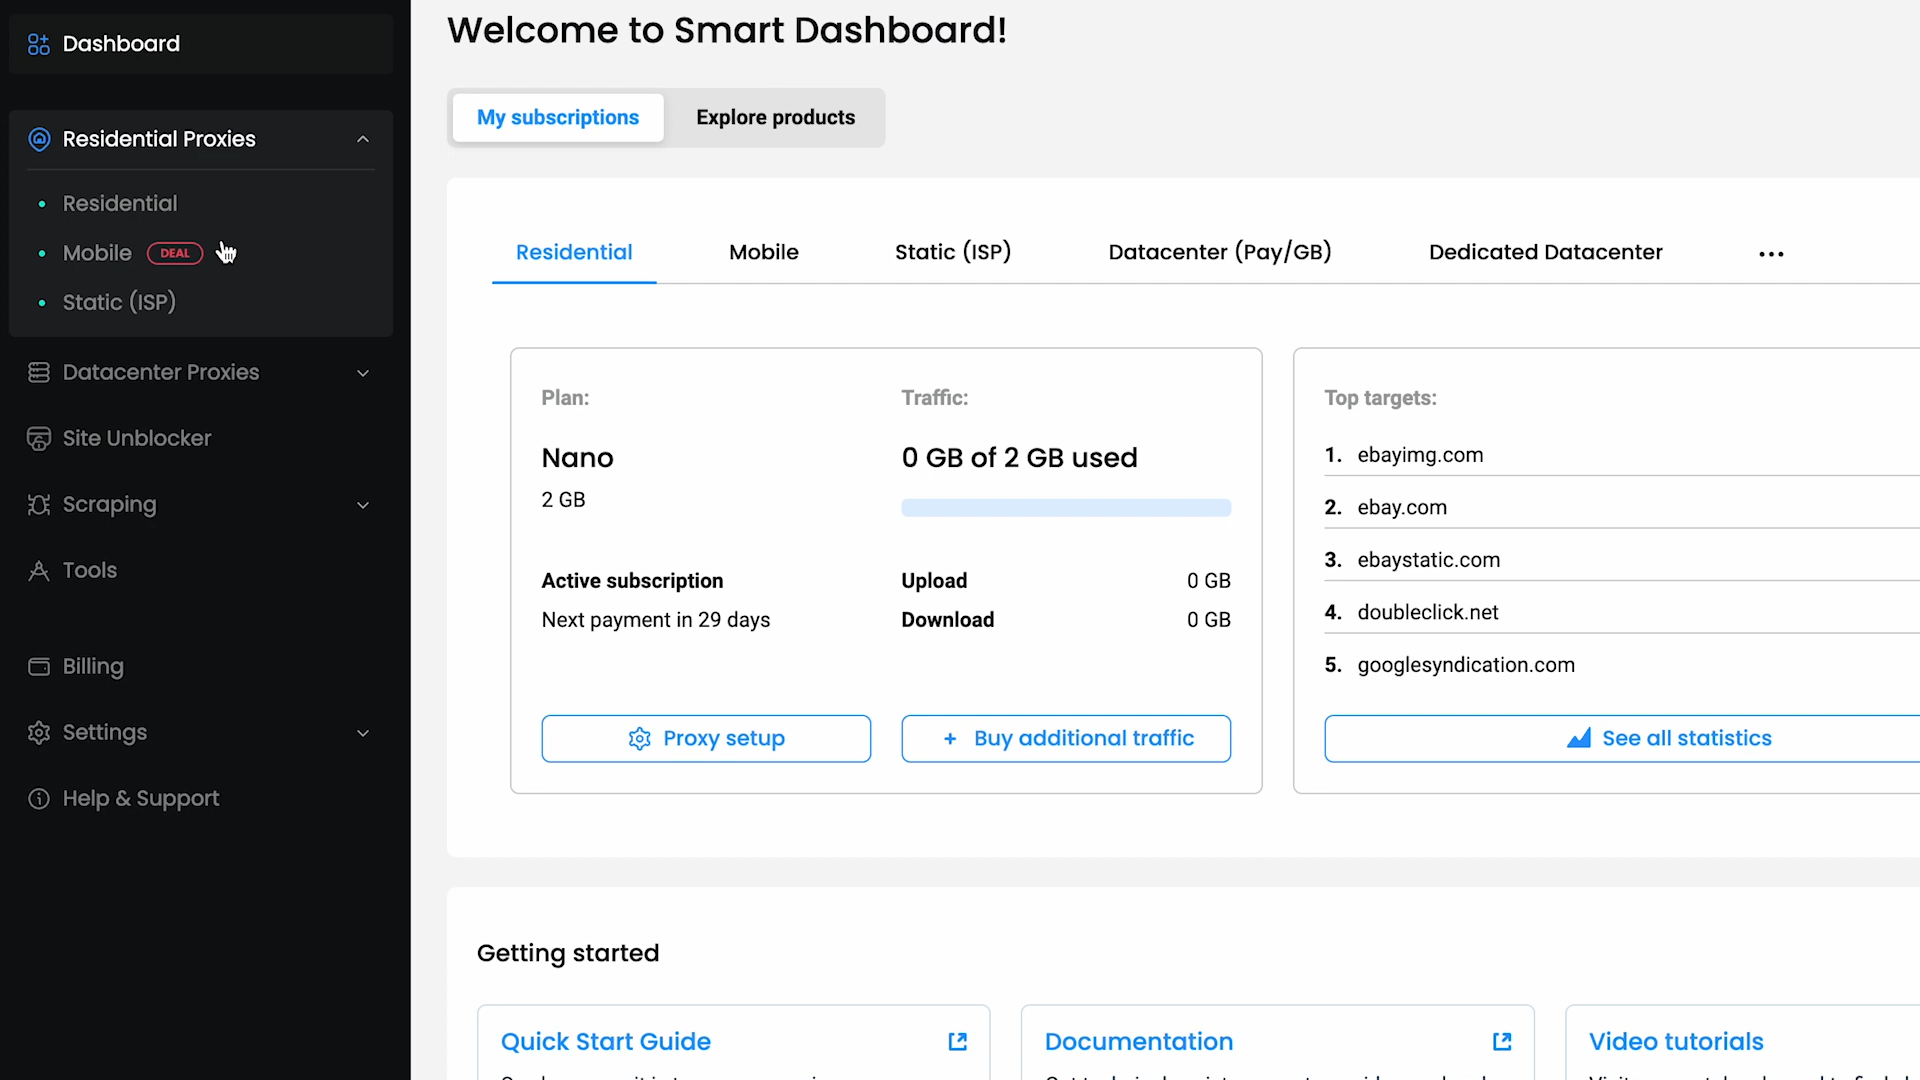 Dashboard
Residential Proxies
Residential
Mobile DEAL
Static (ISP)
Datacenter Proxies
Site Unblocker
Scraping
Tools
Billing
Settings
Help & Support
Welcome to Smart Dashboard!
My subscriptions
Explore products
Residential
Mobile
Static (ISP)
Datacenter (Pay/GB)
Dedicated Datacenter
...
Plan:
Nano
2 GB
Active subscription
Next payment in 29 days
Proxy setup
Traffic:
0 GB of 2 GB used
Upload 0 GB
Download 0 GB
+ Buy additional traffic
Top targets:
1. ebayimg.com
2. ebay.com
3. ebaystatic.com
4. doubleclick.net
5. googlesyndication.com
See all statistics
Getting started
Quick Start Guide
Documentation
Video tutorials